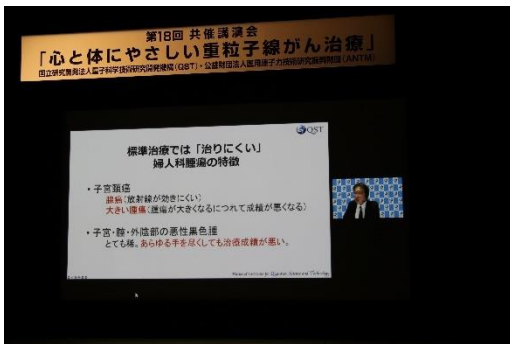 第18回 共催講演会
「心と体にやさしい重粒子線がん治療」
国立研究開発法人量子科学技術研究開発機構(QST)・公益財団法人医用原子力技術研究振興財団(ANTM)
QST
標準治療では「治りにくい」
婦人科腫瘍の特徴
・子宮頸癌
腺癌(放射線が効きにくい)
大きい腫瘍(腫瘍が大きくなるにつれて成績が悪くなる)
・子宮・腟・外陰部の悪性黒色腫
とても稀。あらゆる手を尽くしても治療成績が悪い。
National Institutes for Quantum Science and Technology